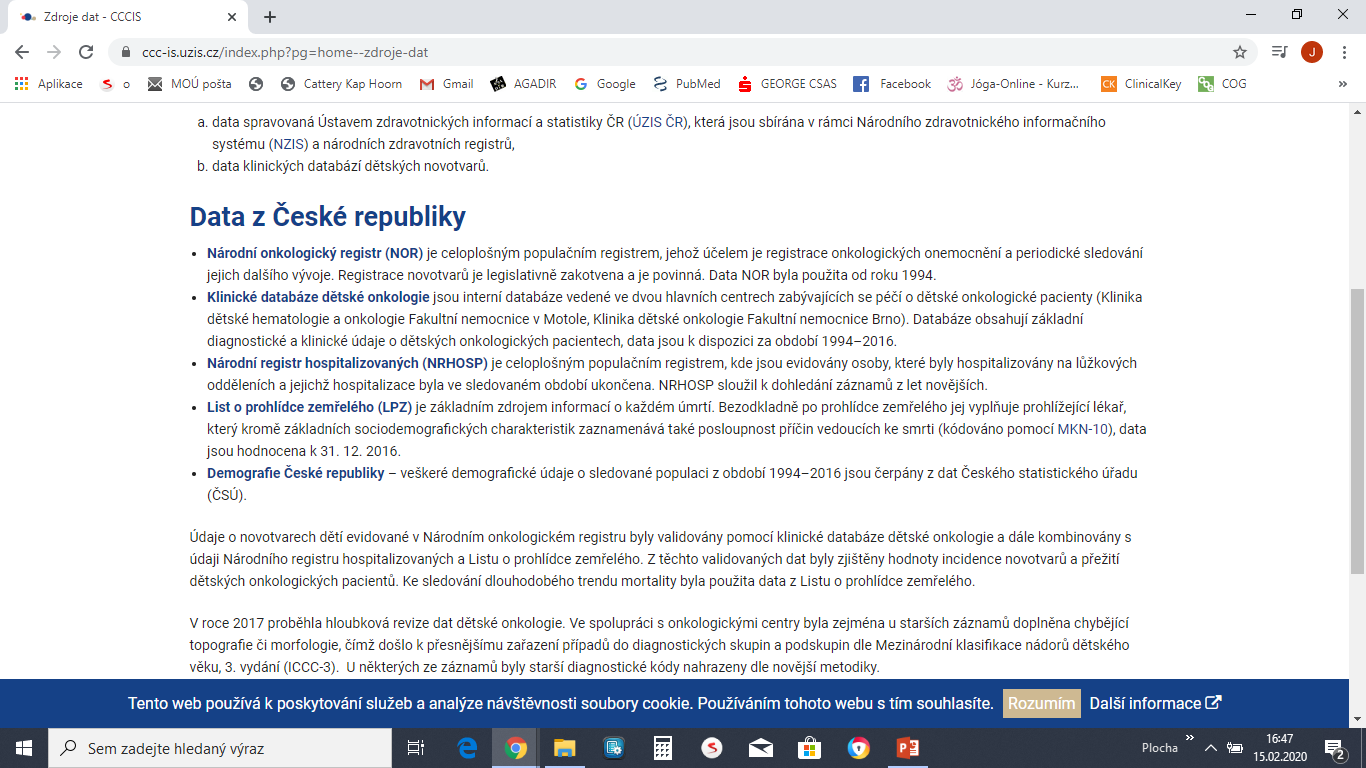 Zdroje dat - CCCIS
ccc-is.uzis.cz/index.php?pg=home--zdroje-dat
J
Aplikace o MOÚ pošta Cattery Kap Hoorn Gmail AGADIR Google PubMed GEORGE CSAS Facebook Jóga-Online - Kurz... CK ClinicalKey COG »
a. data spravovaná Ústavem zdravotnických informací a statistiky ČR (ÚZIS ČR), která jsou sbírána v rámci Národního zdravotnického informačního
systému (NZIS) a národních zdravotních registrů,
b. data klinických databází dětských novotvarů.
Data z České republiky
• Národní onkologický registr (NOR) je celoplošným populačním registrem, jehož účelem je registrace onkologických onemocnění a periodické sledování
jejich dalšího vývoje. Registrace novotvarů je legislativně zakotvena a je povinná. Data NOR byla použita od roku 1994.
• Klinické databáze dětské onkologie jsou interní databáze vedené ve dvou hlavních centrech zabývajících se péčí o dětské onkologické pacienty (Klinika
dětské hematologie a onkologie Fakultní nemocnice v Motole, Klinika dětské onkologie Fakultní nemocnice Brno). Databáze obsahují základní
diagnostické a klinické údaje o dětských onkologických pacientech, data jsou k dispozici za období 1994–2016.
• Národní registr hospitalizovaných (NRHOSP) je celoplošným populačním registrem, kde jsou evidovány osoby, které byly hospitalizovány na lůžkových
odděleních a jejichž hospitalizace byla ve sledovaném období ukončena. NRHOSP sloužil k dohledání záznamů z let novějších.
• List o prohlídce zemřelého (LPZ) je základním zdrojem informací o každém úmrtí. Bezodkladně po prohlídce zemřelého jej vyplňuje prohlížející lékař,
který kromě základních sociodemografických charakteristik zaznamenává také posloupnost příčin vedoucích ke smrti (kódováno pomocí MKN-10), data
jsou hodnocena k 31. 12. 2016.
• Demografie České republiky – veškeré demografické údaje o sledované populaci z období 1994–2016 jsou čerpány z dat Českého statistického úřadu
(ČSÚ).
Údaje o novotvarech dětí evidované v Národním onkologickém registru byly validovány pomocí klinické databáze dětské onkologie a dále kombinovány s
údaji Národního registru hospitalizovaných a Listu o prohlídce zemřelého. Z těchto validovaných dat byly zjištěny hodnoty incidence novotvarů a přežití
dětských onkologických pacientů. Ke sledování dlouhodobého trendu mortality byla použita data z Listu o prohlídce zemřelého.
V roce 2017 proběhla hloubková revize dat dětské onkologie. Ve spolupráci s onkologickými centry byla zejména u starších záznamů doplněna chybějící
topografie či morfologie, čímž došlo k přesnějšímu zařazení případů do diagnostických skupin a podskupin dle Mezinárodní klasifikace nádorů dětského
věku, 3. vydání (ICCC-3). U některých ze záznamů byly starší diagnostické kódy nahrazeny dle novější metodiky.
Tento web používá k poskytování služeb a analýze návštěvnosti soubory cookie. Používáním tohoto webu s tím souhlasíte. Rozumím Další informace
Sem zadejte hledaný výraz
Plocha »
16:47
15.02.2020
2